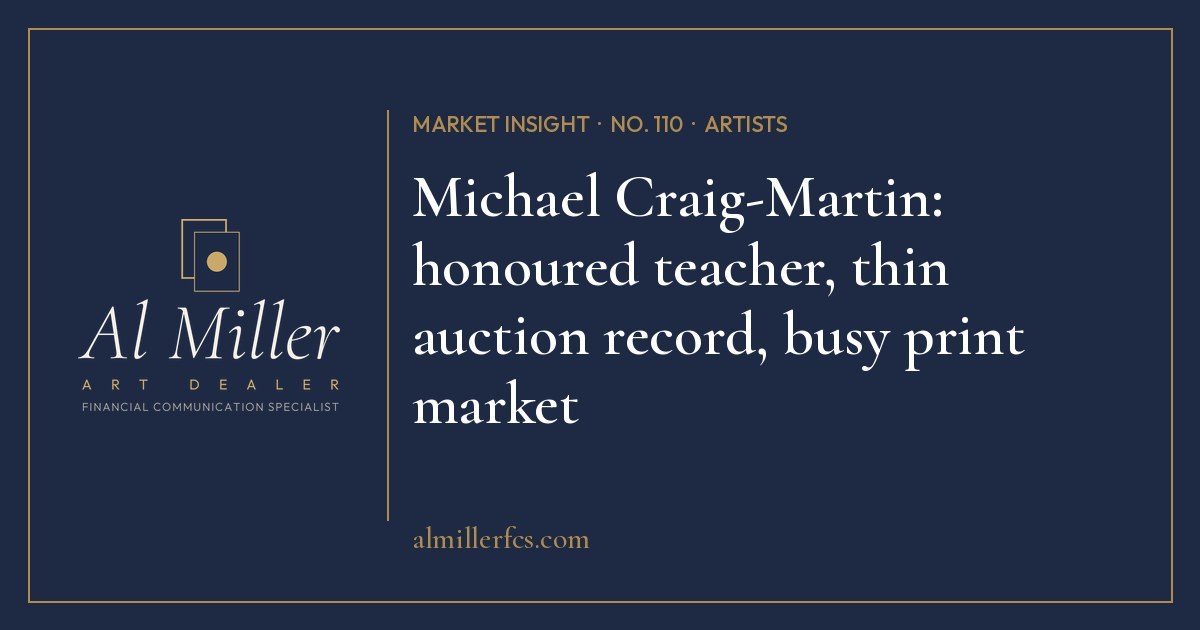 Al Miller
ART DEALER
FINANCIAL COMMUNICATION SPECIALIST
MARKET INSIGHT · NO. 110 · ARTISTS
Michael Craig-Martin:
honoured teacher, thin
auction record, busy print
market
almillerfcs.com